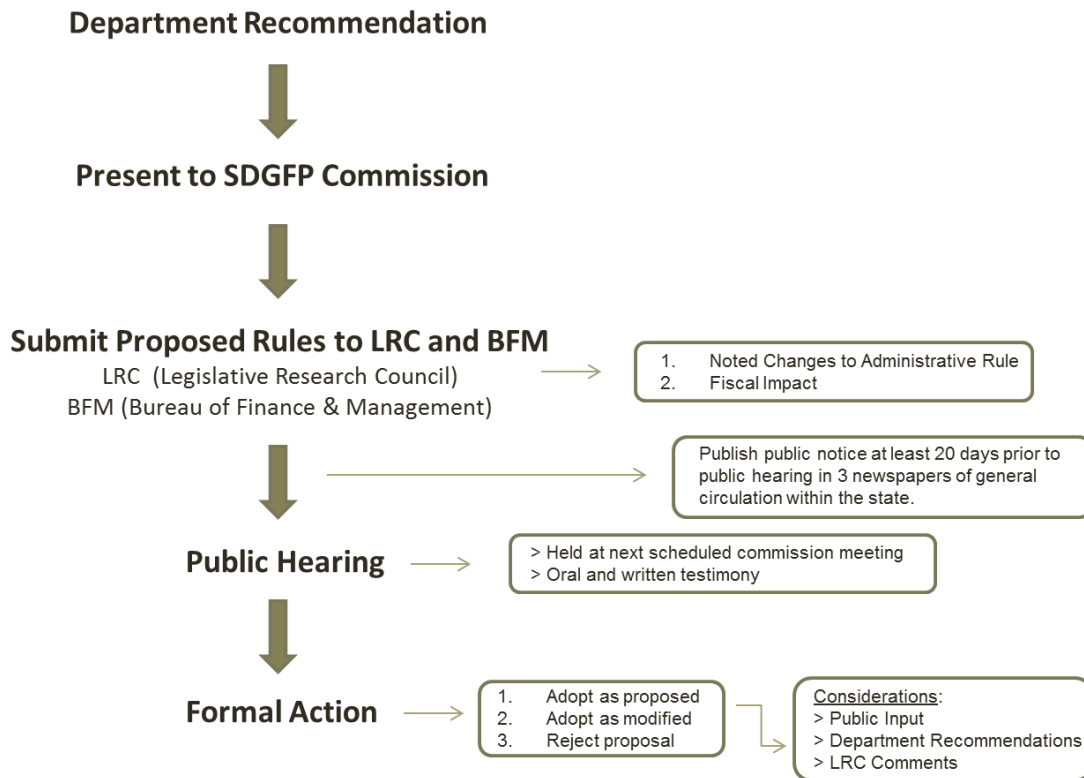 Department Recommendation
Present to SDGFP Commission
Submit Proposed Rules to LRC and BFM
LRC (Legislative Research Council)
BFM (Bureau of Finance & Management)
1. Noted Changes to Administrative Rule
2. Fiscal Impact
Publish public notice at least 20 days prior to
public hearing in 3 newspapers of general
circulation within the state.
Public Hearing
> Held at next scheduled commission meeting
> Oral and written testimony
Formal Action
1. Adopt as proposed
2. Adopt as modified
3. Reject proposal
Considerations:
> Public Input
> Department Recommendations
> LRC Comments